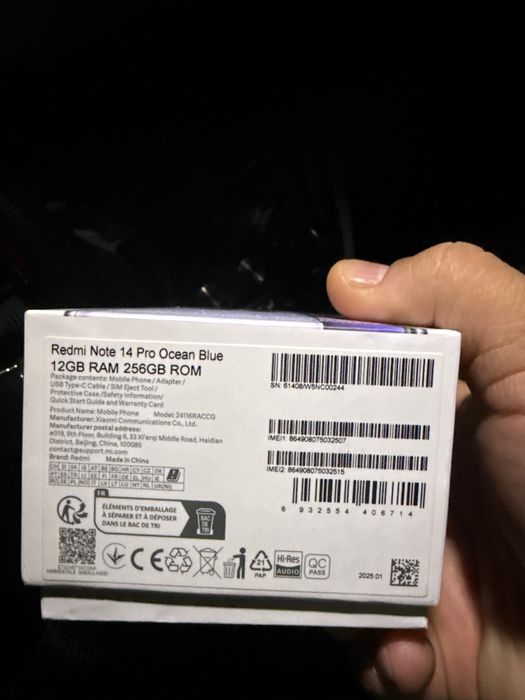 Redmi Note 14 Pro Ocean Blue
12GB RAM 256GB ROM
Package contents: Mobile Phone / Adapter /
USB Type-C Cable / SIM Eject Tool /
Protective Case /Safety Information/
Quick Start Guide and Warranty Card
Product Name: Mobile Phone Model: 24116RACCG
Manufacturer: Xiaomi Communications Co., Ltd.
Manufacturer postal address:
#019, 9th Floor, Building 6, 33 Xi'erqi Middle Road, Haidian
District, Beijing, China, 100085
contact@support.mi.com
Brand: Redmi Made in China
SN: 61408/W5NC00244
IMEI1: 864908075032507
IMEI2 864908075032515
6 932554 406714
FR
ÉLÉMENTS D'EMBALLAGE
À SÉPARER ET À DÉPOSER
DANS LE BAC DE TRI
BAC
DE
TRI
CE
21
PAP
Hi-Res
AUDIO
QC
PASS
2025.01